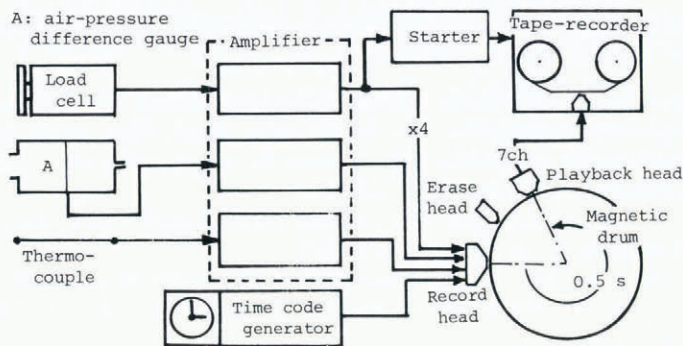 A: air-pressure
difference gauge
Amplifier
Starter
Tape-recorder
Load
cell
x4
7ch
A
Playback head
Erase
head
Magnetic
drum
Thermo-
couple
0.5 s
Record
head
Time code
generator